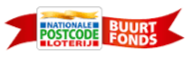 NATIONALE
POSTCODE
LOTERIJ
BUURT
FONDS